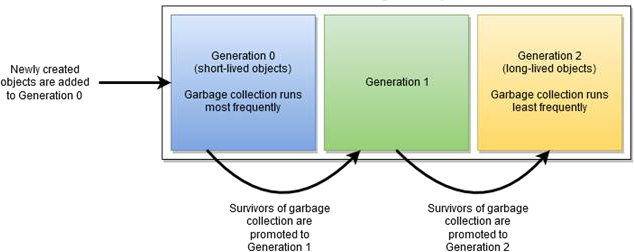 Newly created
objects are added
to Generation 0
Generation 0
(short-lived objects)
Garbage collection runs
most frequently
Generation 1
Generation 2
(long-lived objects)
Garbage collection runs
least frequently
Survivors of garbage
collection are
promoted to
Generation 1
Survivors of garbage
collection are
promoted to
Generation 2